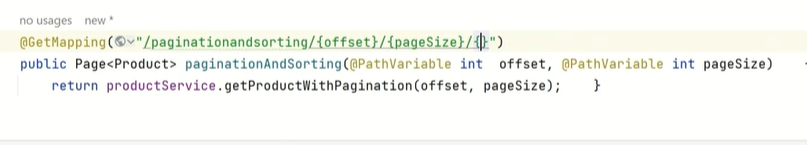 no usages   new *
@GetMapping("/paginationandsorting/{offset}/{pageSize}/{}")
public Page<Product> paginationAndSorting(@PathVariable int  offset, @PathVariable int pageSize)
    return productService.getProductWithPagination(offset, pageSize);    }